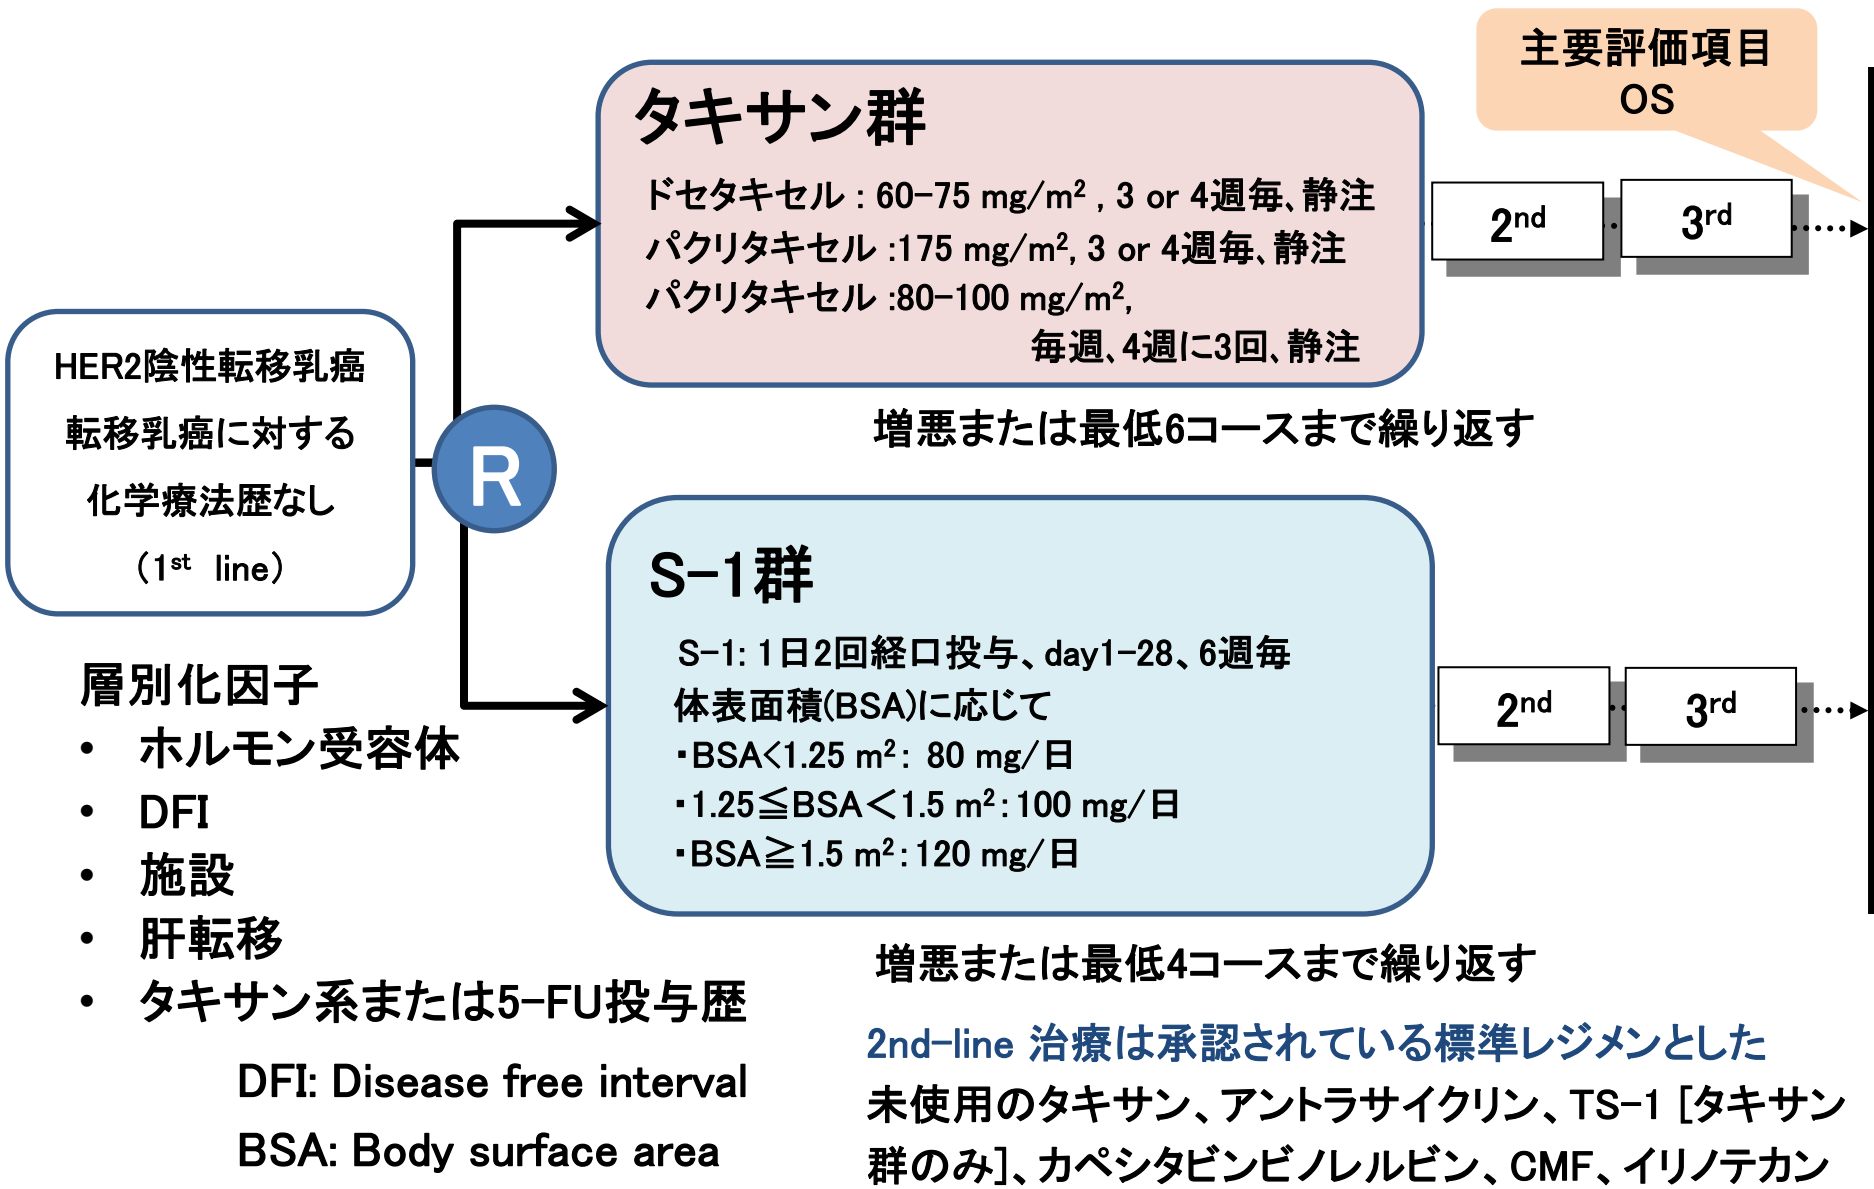 主要評価項目
OS
タキサン群
ドセタキセル : 60-75 mg/m², 3 or 4週毎、静注
パクリタキセル :175 mg/m², 3 or 4週毎、静注
パクリタキセル :80-100 mg/m²,
毎週、4週に3回、静注
2nd
3rd
増悪または最低6コースまで繰り返す
HER2陰性転移乳癌
転移乳癌に対する
化学療法歴なし
(1st line)
R
S-1群
S-1: 1日2回経口投与、day1-28、6週毎
体表面積(BSA)に応じて
・BSA<1.25 m²: 80 mg/日
・1.25≦BSA<1.5 m²:100 mg/日
・BSA≧1.5 m²:120 mg/日
2nd
3rd
増悪または最低4コースまで繰り返す
層別化因子
• ホルモン受容体
• DFI
• 施設
• 肝転移
• タキサン系または5-FU投与歴
DFI: Disease free interval
BSA: Body surface area
2nd-line 治療は承認されている標準レジメンとした
未使用のタキサン、アントラサイクリン、TS-1 [タキサン
群のみ]、カペシタビンビノレルビン、CMF、イリノテカン